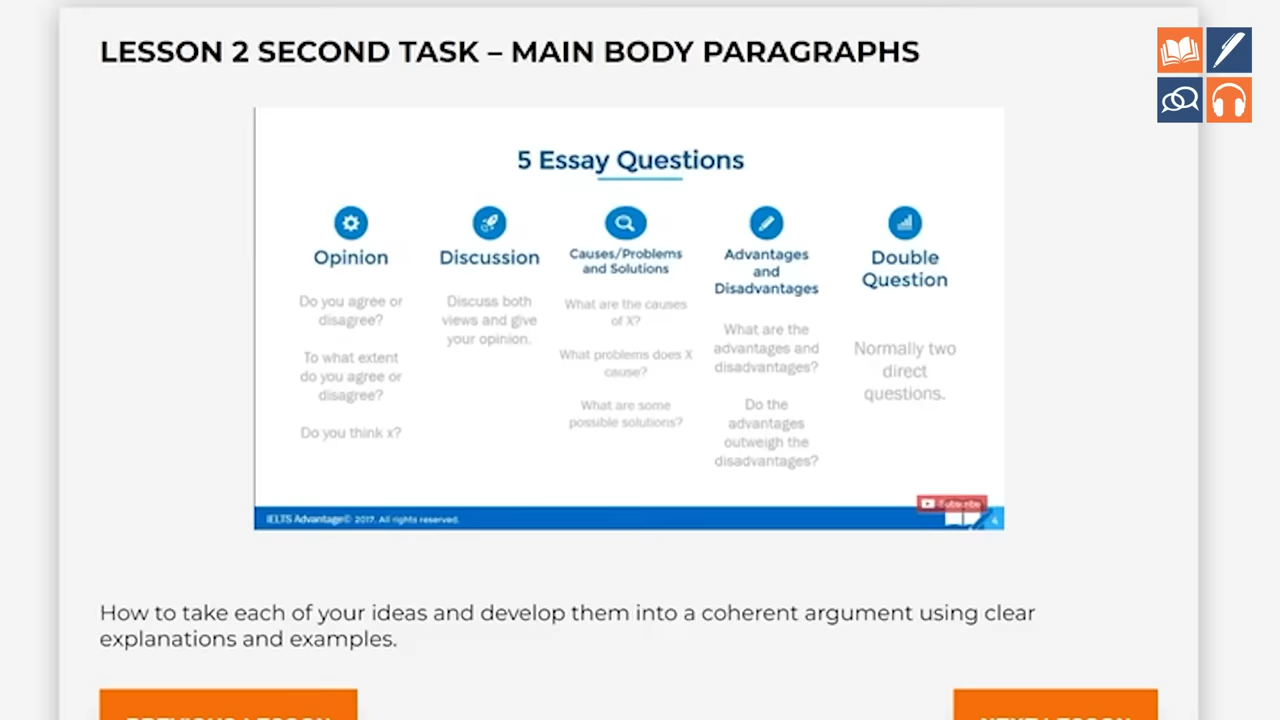 LESSON 2 SECOND TASK – MAIN BODY PARAGRAPHS
5 Essay Questions
Opinion
Do you agree or
disagree?
To what extent
do you agree or
disagree?
Do you think x?
Discussion
Discuss both
views and give
your opinion.
Causes/Problems
and Solutions
What are the causes
of X?
What problems does X
cause?
What are some
possible solutions?
Advantages
and
Disadvantages
What are the
advantages and
disadvantages?
Do the
advantages
outweigh the
disadvantages?
Double
Question
Normally two
direct
questions.
Subscribe
IELTS Advantage© 2017. All rights reserved.
4
How to take each of your ideas and develop them into a coherent argument using clear
explanations and examples.
PREVIOUS LESSON
NEXT LESSON